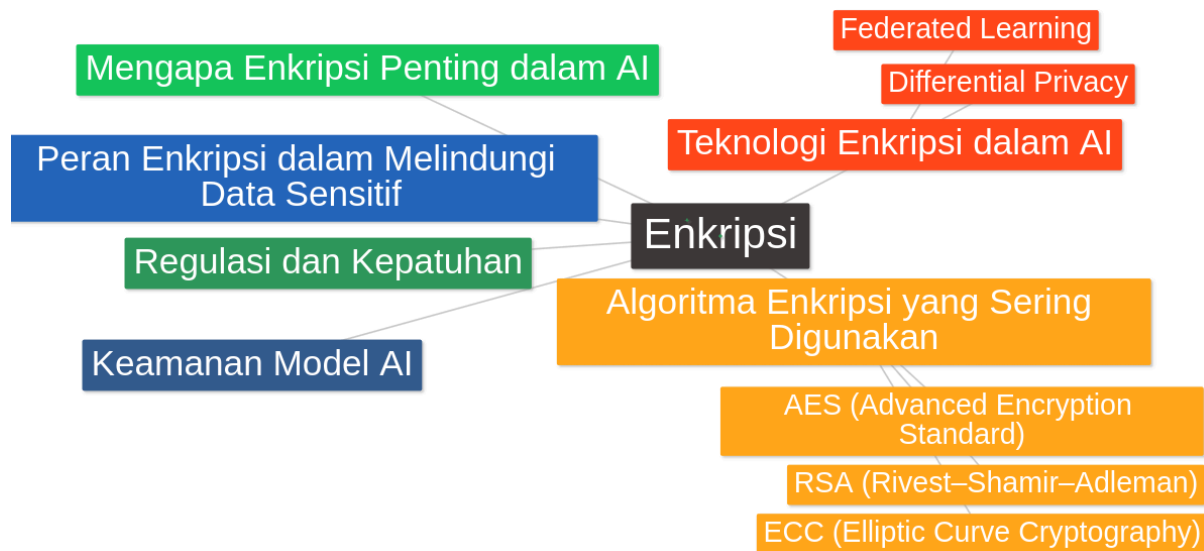 Federated Learning
Mengapa Enkripsi Penting dalam AI
Differential Privacy
Teknologi Enkripsi dalam AI
Peran Enkripsi dalam Melindungi
Data Sensitif
Enkripsi
Regulasi dan Kepatuhan
Algoritma Enkripsi yang Sering
Digunakan
Keamanan Model AI
AES (Advanced Encryption
Standard)
RSA (Rivest–Shamir–Adleman)
ECC (Elliptic Curve Cryptography)